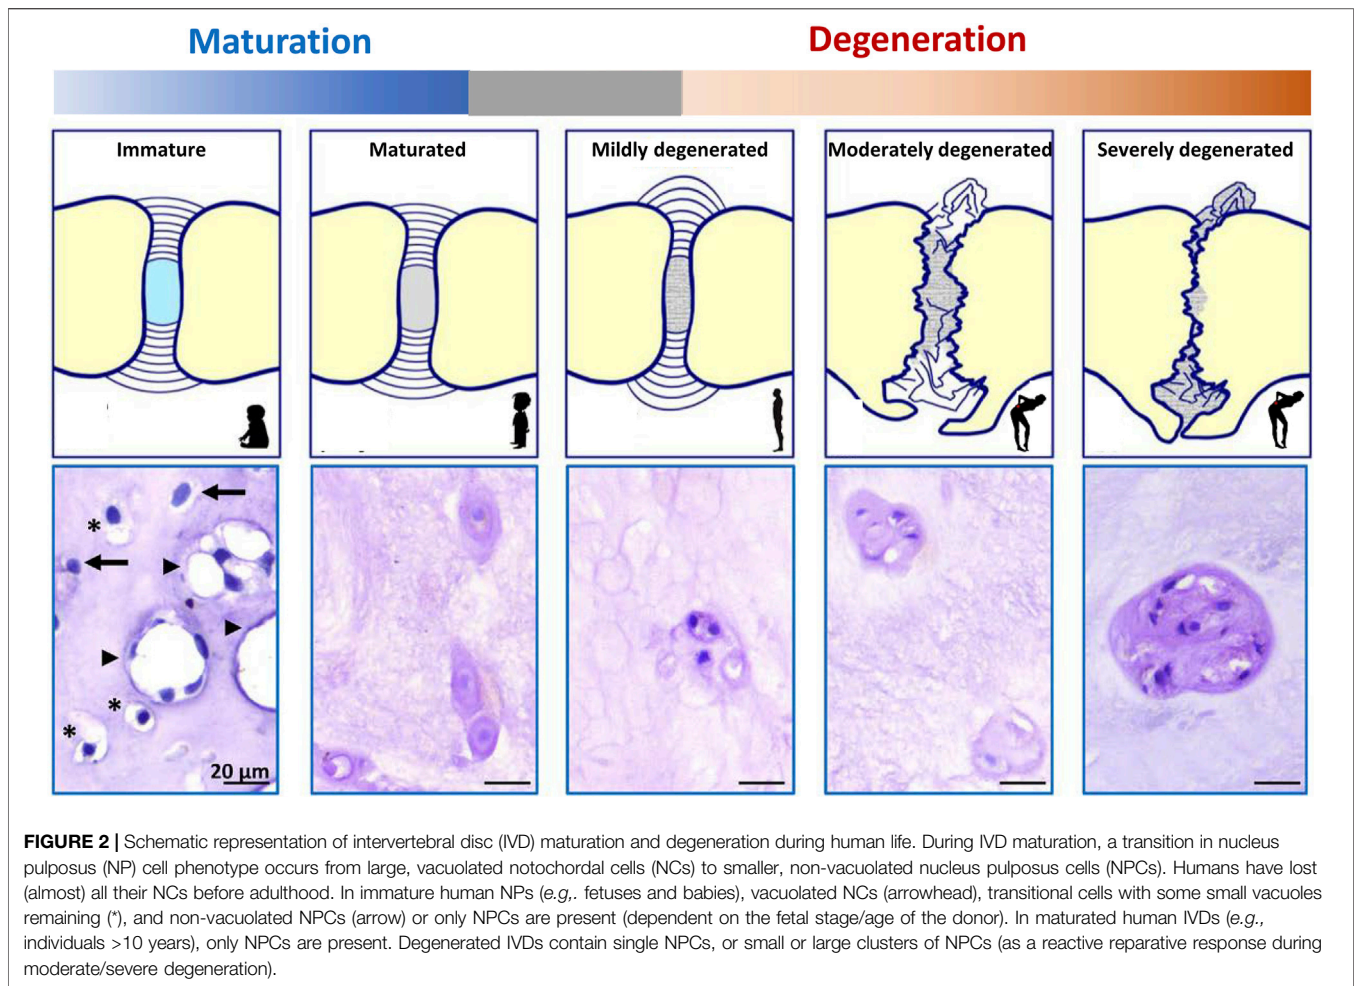 Maturation
Degeneration
Immature
Maturated
Mildly degenerated
Moderately degenerated
Severely degenerated
*
*
*
20 µm
FIGURE 2 | Schematic representation of intervertebral disc (IVD) maturation and degeneration during human life. During IVD maturation, a transition in nucleus
pulposus (NP) cell phenotype occurs from large, vacuolated notochordal cells (NCs) to smaller, non-vacuolated nucleus pulposus cells (NPCs). Humans have lost
(almost) all their NCs before adulthood. In immature human NPs (e.g,. fetuses and babies), vacuolated NCs (arrowhead), transitional cells with some small vacuoles
remaining (*), and non-vacuolated NPCs (arrow) or only NPCs are present (dependent on the fetal stage/age of the donor). In maturated human IVDs (e.g.,
individuals >10 years), only NPCs are present. Degenerated IVDs contain single NPCs, or small or large clusters of NPCs (as a reactive reparative response during
moderate/severe degeneration).